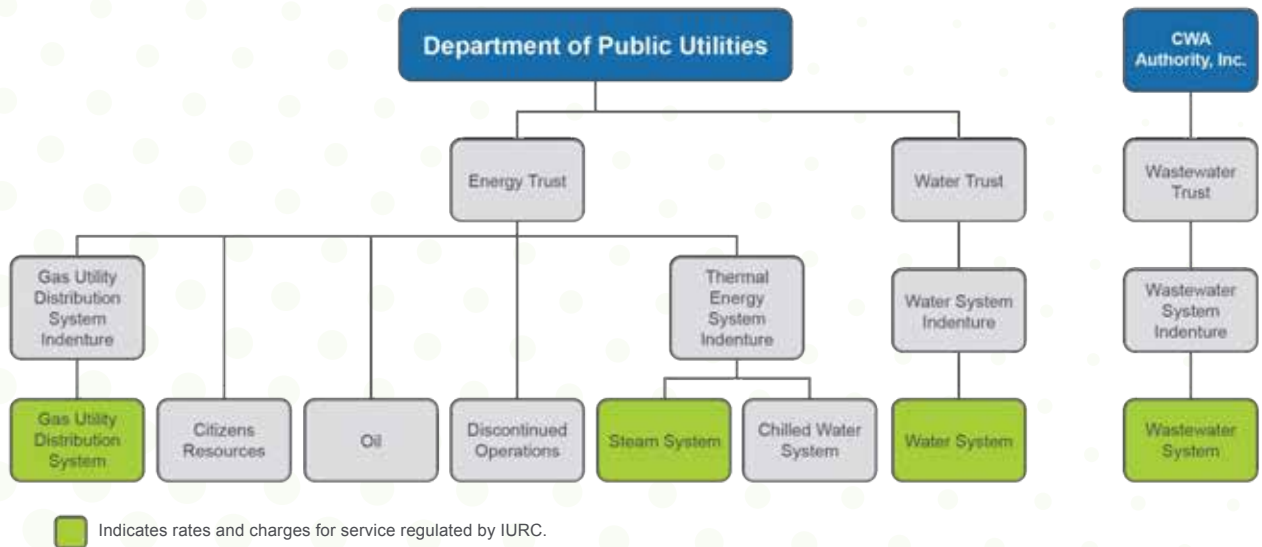 Department of Public Utilities
CWA
Authority, Inc.
Energy Trust
Water Trust
Wastewater
Trust
Gas Utility
Distribution
System
Indenture
Thermal
Energy
System
Indenture
Water System
Indenture
Wastewater
System
Indenture
Gas Utility
Distribution
System
Citizens
Resources
Oil
Discontinued
Operations
Steam System
Chilled Water
System
Water System
Wastewater
System
Indicates rates and charges for service regulated by IURC.